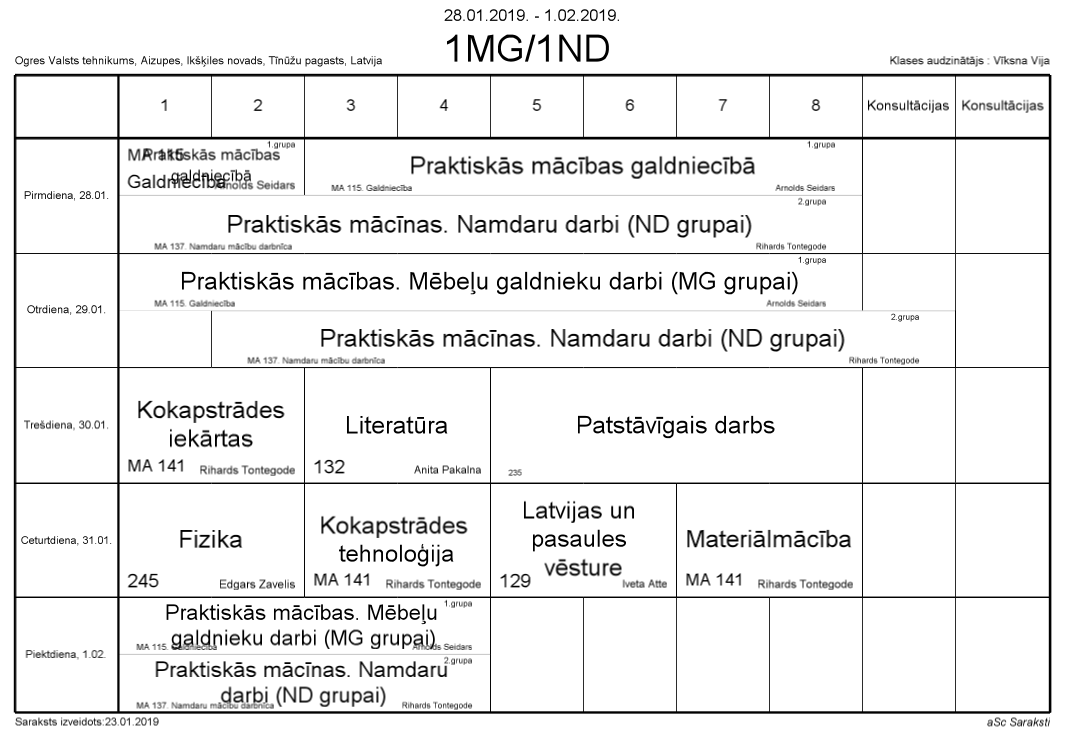 28.01.2019. - 1.02.2019.
1MG/1ND
Ogres Valsts tehnikums, Aizupes, Ikšķiles novads, Tīnūžu pagasts, Latvija
Klases audzinātājs : Vīksna Vija
1 2 3 4 5 6 7 8 Konsultācijas Konsultācijas
Pirmdiena, 28.01.
1.grupa
MA 115
Praktiskās mācības
galdniecībā
Galdniecība
Arnolds Seidars
1.grupa
Praktiskās mācības galdniecībā
MA 115. Galdniecība
Arnolds Seidars
2.grupa
Praktiskās mācīnas. Namdaru darbi (ND grupai)
MA 137. Namdaru mācību darbnīca
Rihards Tontegode
Otrdiena, 29.01.
1.grupa
Praktiskās mācības. Mēbeļu galdnieku darbi (MG grupai)
MA 115. Galdniecība
Arnolds Seidars
2.grupa
Praktiskās mācīnas. Namdaru darbi (ND grupai)
MA 137. Namdaru mācību darbnīca
Rihards Tontegode
Trešdiena, 30.01.
Kokapstrādes
iekārtas
MA 141
Rihards Tontegode
Literatūra
132
Anita Pakalna
Patstāvīgais darbs
235
Ceturtdiena, 31.01.
Fizika
245
Edgars Zavelis
Kokapstrādes
tehnoloģija
MA 141
Rihards Tontegode
Latvijas un
pasaules
vēsture
129
Iveta Atte
Materiālmācība
MA 141
Rihards Tontegode
Piektdiena, 1.02.
1.grupa
Praktiskās mācības. Mēbeļu
galdnieku darbi (MG grupai)
MA 115. Galdniecība
Arnolds Seidars
2.grupa
Praktiskās mācīnas. Namdaru
darbi (ND grupai)
MA 137. Namdaru mācību darbnīca
Rihards Tontegode
Saraksts izveidots:23.01.2019
aSc Saraksti